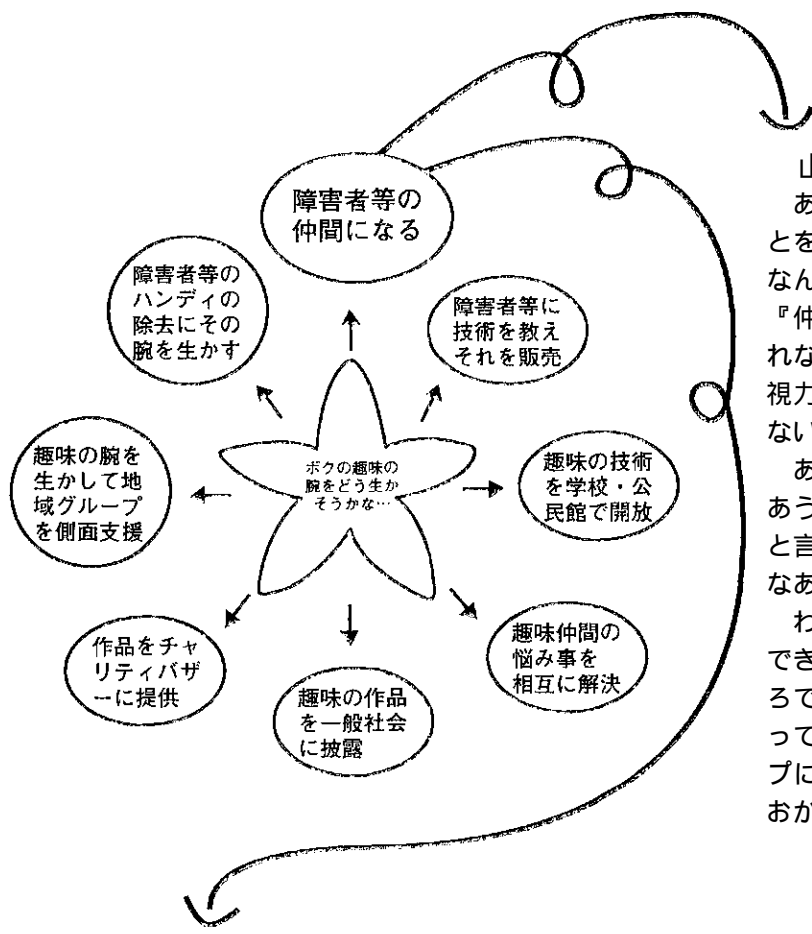 障害者等の
仲間になる
障害者等の
ハンディの
除去にその
腕を生かす
障害者等に
技術を教え
それを販売
趣味の腕を
生かして地
域グループ
を側面支援
ボクの趣味の
腕をどう生か
そうかな…
趣味の技術
を学校・公
民館で開放
作品をチャ
リティバザ
ーに提供
趣味の作品
を一般社会
に披露
趣味仲間の
悩み事を
相互に解決
山
あ
とを
なん
『仲
れな
視力
ない
あ
あう
と言
なあ
わ
でき
ろで
って
プに
おか